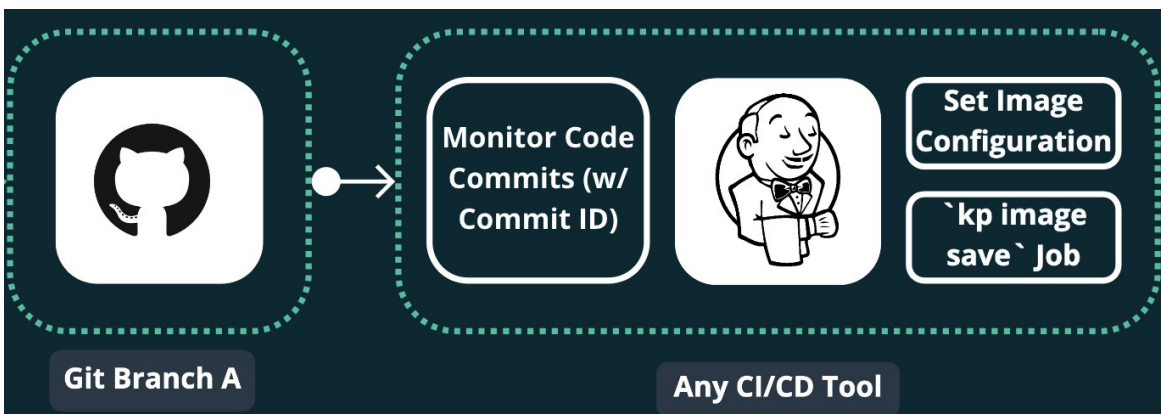 Monitor Code
Commits (w/
Commit ID)
Set Image
Configuration
`kp image
save` Job
Git Branch A
Any CI/CD Tool